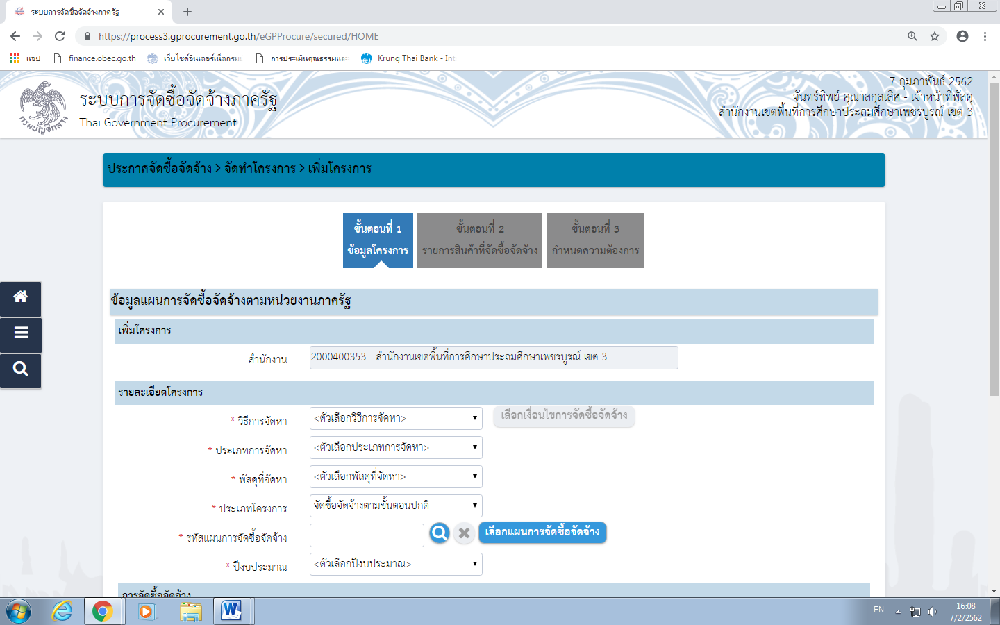 ระบบการจัดซื้อจัดจ้างภาครัฐ
https://process3.gprocurement.go.th/eGPProcure/secured/HOME
แอป finance.obec.go.th เว็บไซต์อินเตอร์เน็ตกรม การประเมินคุณธรรมและ Krung Thai Bank - Int
7 กุมภาพันธ์ 2562
ระบบการจัดซื้อจัดจ้างภาครัฐ
จันทร์ทิพย์ คุณาสกุลเลิศ - เจ้าหน้าที่พัสดุ
สำนักงานเขตพื้นที่การศึกษาประถมศึกษาเพชรบูรณ์ เขต 3
Thai Government Procurement
กรมบัญชีกลาง
ประกาศจัดซื้อจัดจ้าง > จัดทำโครงการ > เพิ่มโครงการ
ขั้นตอนที่ 1 ขั้นตอนที่ 2 ขั้นตอนที่ 3
ข้อมูลโครงการ รายการสินค้าที่จัดซื้อจัดจ้าง กำหนดความต้องการ
ข้อมูลแผนการจัดซื้อจัดจ้างตามหน่วยงานภาครัฐ
เพิ่มโครงการ
สำนักงาน 2000400353 - สำนักงานเขตพื้นที่การศึกษาประถมศึกษาเพชรบูรณ์ เขต 3
รายละเอียดโครงการ
* วิธีการจัดหา <ตัวเลือกวิธีการจัดหา> เลือกเงื่อนไขการจัดซื้อจัดจ้าง
* ประเภทการจัดหา <ตัวเลือกประเภทการจัดหา>
* พัสดุที่จัดหา <ตัวเลือกพัสดุที่จัดหา>
* ประเภทโครงการ จัดซื้อจัดจ้างตามขั้นตอนปกติ
* รหัสแผนการจัดซื้อจัดจ้าง เลือกแผนการจัดซื้อจัดจ้าง
* ปีงบประมาณ <ตัวเลือกปีงบประมาณ>
การจัดซื้อจัดจ้าง
EN 16:08
7/2/2562